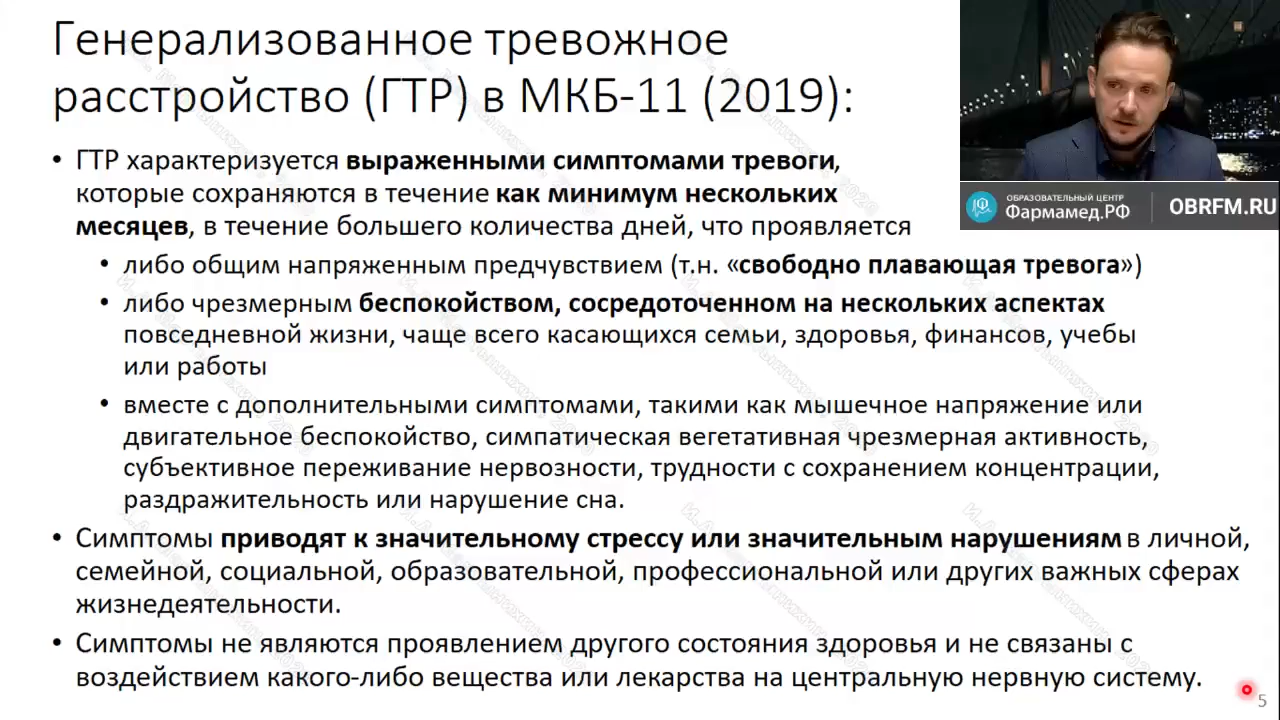 Генерализованное тревожное
расстройство (ГТР) в МКБ-11 (2019):
• ГТР характеризуется выраженными симптомами тревоги,
которые сохраняются в течение как минимум нескольких
месяцев, в течение большего количества дней, что проявляется
• либо общим напряженным предчувствием (т.н. «свободно плавающая тревога»)
• либо чрезмерным беспокойством, сосредоточенном на нескольких аспектах
повседневной жизни, чаще всего касающихся семьи, здоровья, финансов, учебы
или работы
• вместе с дополнительными симптомами, такими как мышечное напряжение или
двигательное беспокойство, симпатическая вегетативная чрезмерная активность,
субъективное переживание нервозности, трудности с сохранением концентрации,
раздражительность или нарушение сна.
• Симптомы приводят к значительному стрессу или значительным нарушениям в личной,
семейной, социальной, образовательной, профессиональной или других важных сферах
жизнедеятельности.
• Симптомы не являются проявлением другого состояния здоровья и не связаны с
воздействием какого-либо вещества или лекарства на центральную нервную систему.
ОБРАЗОВАТЕЛЬНЫЙ ЦЕНТР
Фармамед.РФ
OBRFM.RU
5